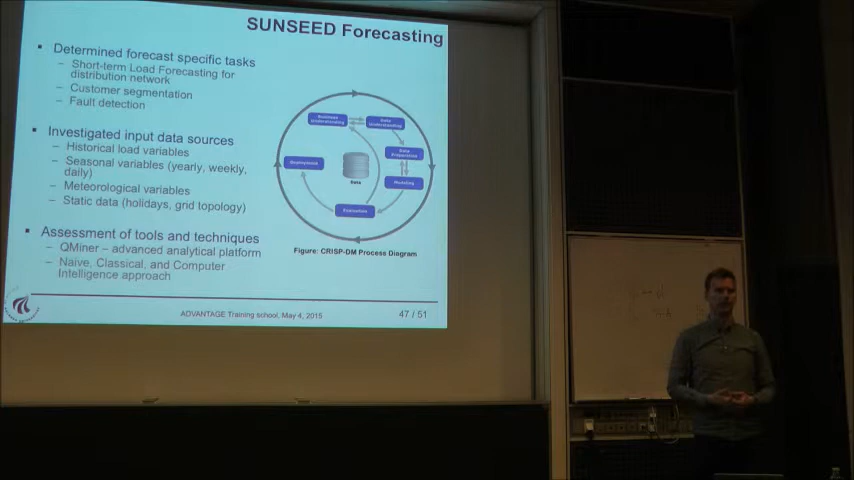 SUNSEED Forecasting
▪ Determined forecast specific tasks
– Short-term Load Forecasting for
distribution network
– Customer segmentation
– Fault detection
▪ Investigated input data sources
– Historical load variables
– Seasonal variables (yearly, weekly,
daily)
– Meteorological variables
– Static data (holidays, grid topology)
▪ Assessment of tools and techniques
– QMiner – advanced analytical platform
– Naive, Classical, and Computer
Intelligence approach
Business
Understanding
Data
Understanding
Data
Preparation
Deployment
Data
Modeling
Evaluation
Figure: CRISP-DM Process Diagram
ADVANTAGE Training school, May 4, 2015
47 / 51